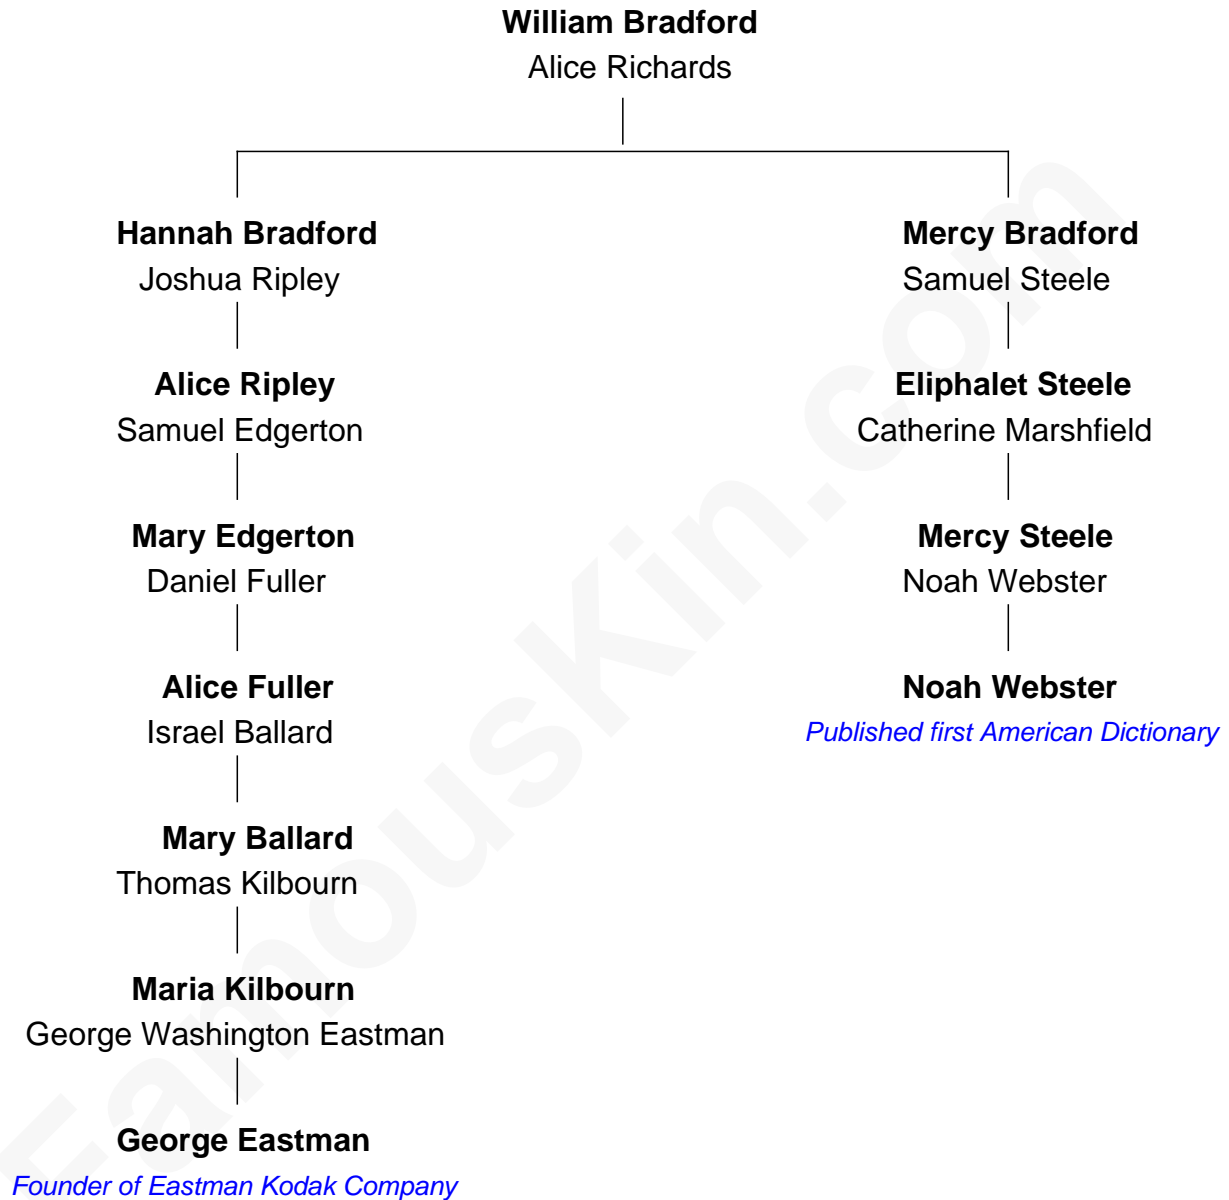 William Bradford
Alice Richards
Hannah Bradford
Joshua Ripley
Alice Ripley
Samuel Edgerton
Mary Edgerton
Daniel Fuller
Alice Fuller
Israel Ballard
Mary Ballard
Thomas Kilbourn
Maria Kilbourn
George Washington Eastman
George Eastman
Founder of Eastman Kodak Company
Mercy Bradford
Samuel Steele
Eliphalet Steele
Catherine Marshfield
Mercy Steele
Noah Webster
Noah Webster
Published first American Dictionary
FamousKin.com